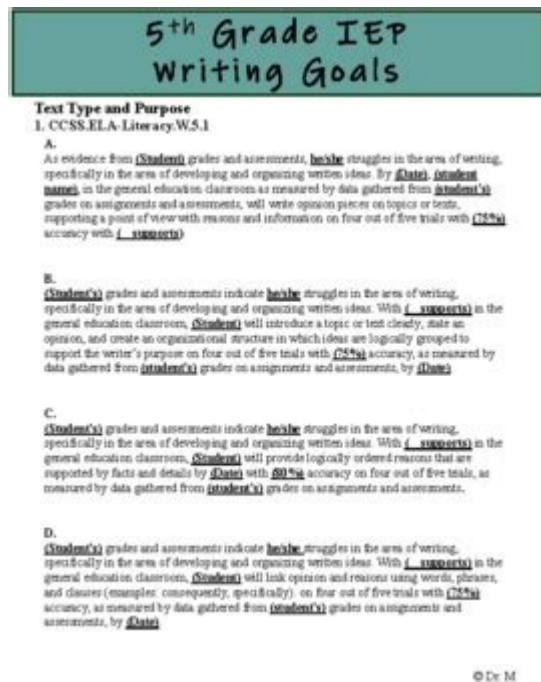 5th Grade IEP
Writing Goals
Text Type and Purpose
1. CCSS.ELA-Literacy.W.5.1
A.
As evidence from (Student) grades and assessments, he/she struggles in the area of writing,
specifically in the area of developing and organizing written ideas. By (Date), (student
name), in the general education classroom as measured by data gathered from (student's)
grades on assignments and assessments, will write opinion pieces on topics or texts,
supporting a point of view with reasons and information on four out of five trials with (75%)
accuracy with (   supports)
B.
(Student's) grades and assessments indicate he/she struggles in the area of writing,
specifically in the area of developing and organizing written ideas. With (   supports) in the
general education classroom, (Student) will introduce a topic or text clearly, state an
opinion, and create an organizational structure in which ideas are logically grouped to
support the writer's purpose on four out of five trials with (75%) accuracy, as measured by
data gathered from (student's) grades on assignments and assessments, by (Date)
C.
(Student's) grades and assessments indicate he/she struggles in the area of writing,
specifically in the area of developing and organizing written ideas. With (   supports) in the
general education classroom, (Student) will provide logically ordered reasons that are
supported by facts and details by (Date) with (80%) accuracy on four out of five trials, as
measured by data gathered from (student's) grades on assignments and assessments.
D.
(Student's) grades and assessments indicate he/she struggles in the area of writing,
specifically in the area of developing and organizing written ideas. With (   supports) in the
general education classroom, (Student) will link opinion and reasons using words, phrases,
and clauses (examples: consequently, specifically). on four out of five trials with (75%)
accuracy, as measured by data gathered from (student's) grades on assignments and
assessments, by (Date)
© Dr. M